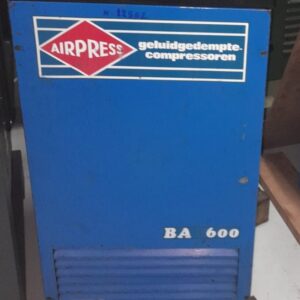 AIRPRESS
geluidgedempte-
compressoren
BA 600